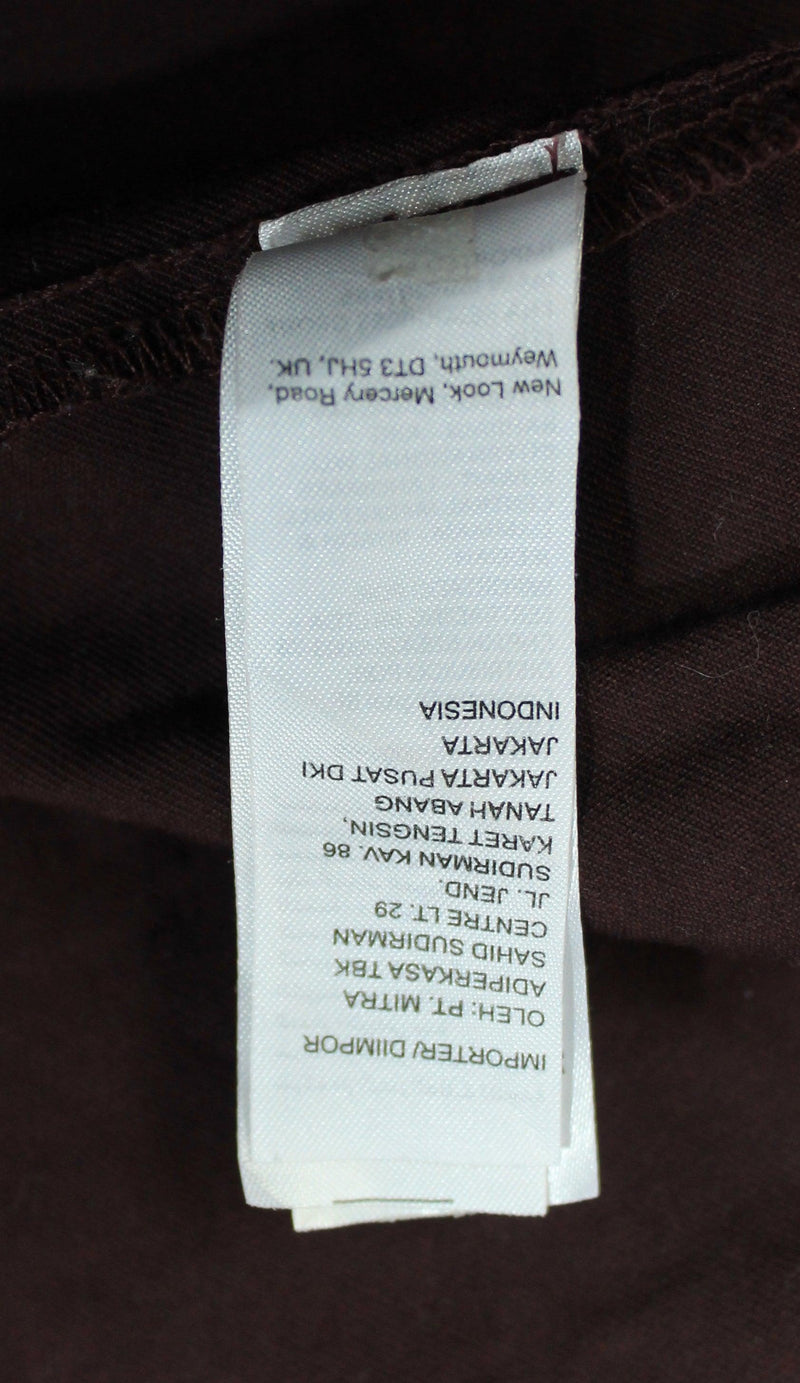 IMPORTER/ DIIMPOR
OLEH: PT. MITRA
ADIPERKASA TBK
SAHID SUDIRMAN
CENTRE LT. 29
JL. JEND.
SUDIRMAN KAV. 86
KARET TENGSIN,
TANAH ABANG
JAKARTA PUSAT DKI
JAKARTA
INDONESIA
New Look, Mercery Road,
Weymouth, DT3 5HJ, UK.